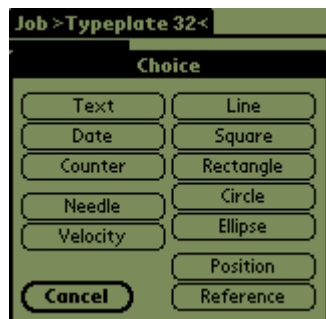 Job >Typeplate 32<
Choice
Text
Line
Date
Square
Counter
Rectangle
Needle
Circle
Velocity
Ellipse
Position
Cancel
Reference